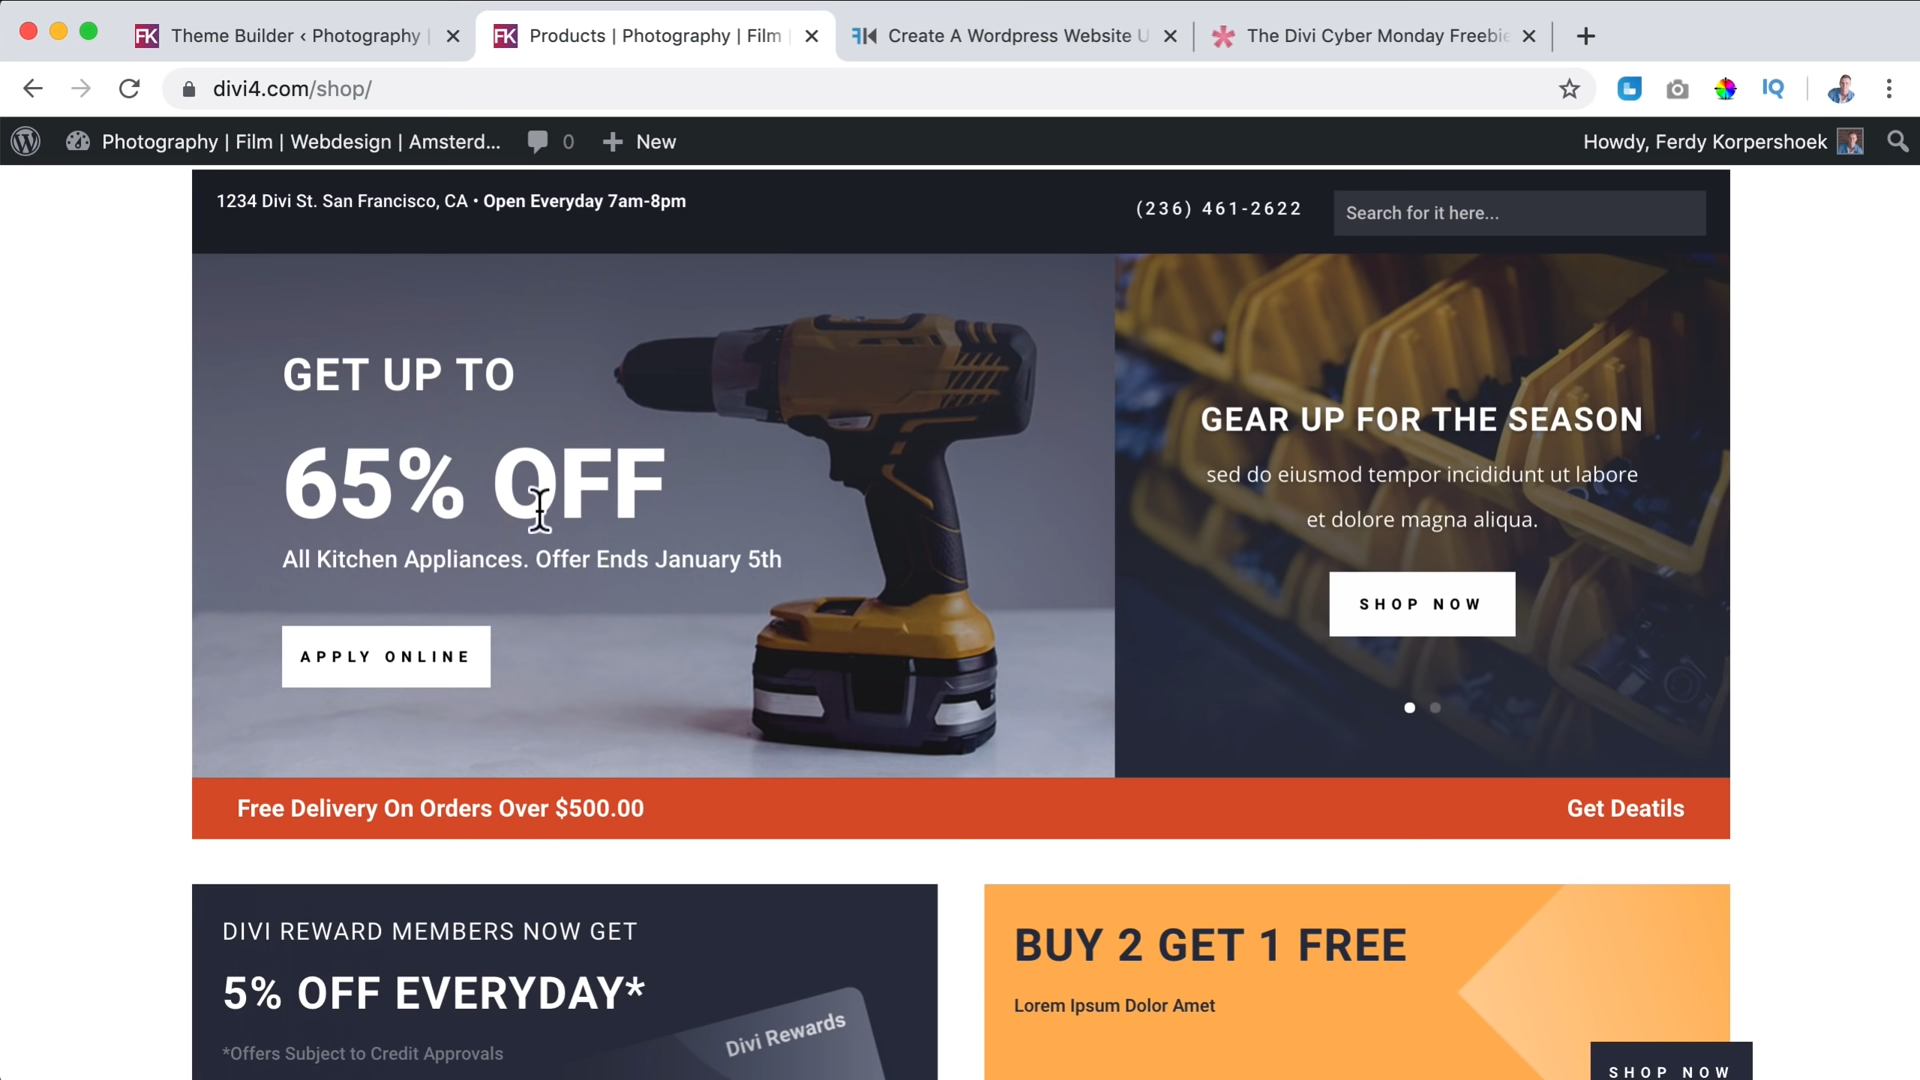 Theme Builder ‹ Photography |
Products | Photography | Film |
Create A Wordpress Website U
The Divi Cyber Monday Freebie
divi4.com/shop/
Photography | Film | Webdesign | Amsterd...
0
New
Howdy, Ferdy Korpershoek
1234 Divi St. San Francisco, CA • Open Everyday 7am-8pm
(236) 461-2622
Search for it here...
GET UP TO
65% OFF
All Kitchen Appliances. Offer Ends January 5th
APPLY ONLINE
GEAR UP FOR THE SEASON
sed do eiusmod tempor incididunt ut labore
et dolore magna aliqua.
SHOP NOW
Free Delivery On Orders Over $500.00
Get Deatils
DIVI REWARD MEMBERS NOW GET
5% OFF EVERYDAY*
*Offers Subject to Credit Approvals
Divi Rewards
BUY 2 GET 1 FREE
Lorem Ipsum Dolor Amet
SHOP NOW